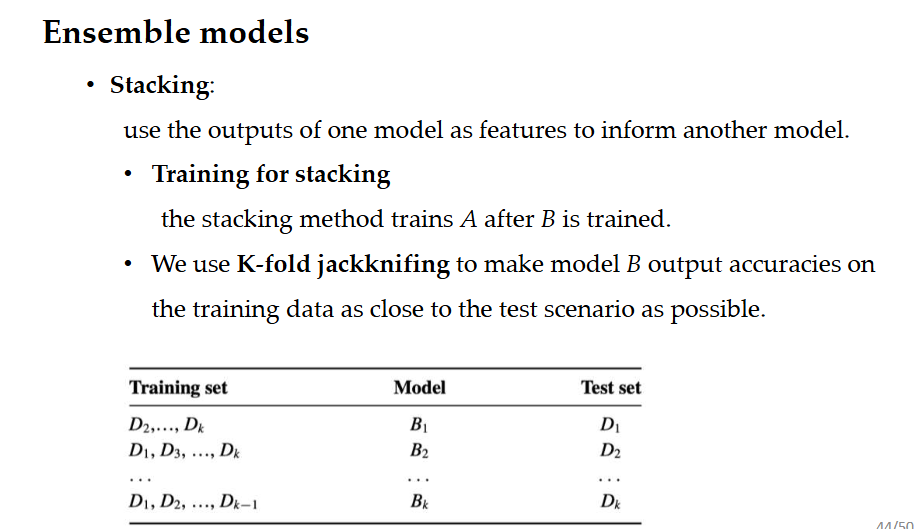 Ensemble models
• Stacking:
use the outputs of one model as features to inform another model.
• Training for stacking
the stacking method trains A after B is trained.
• We use K-fold jackknifing to make model B output accuracies on
the training data as close to the test scenario as possible.
Training set Model Test set
D₂,…, Dₖ B₁ D₁
D₁, D₃, …, Dₖ B₂ D₂
… … …
D₁, D₂, …, Dₖ₋₁ Bₖ Dₖ
44/50